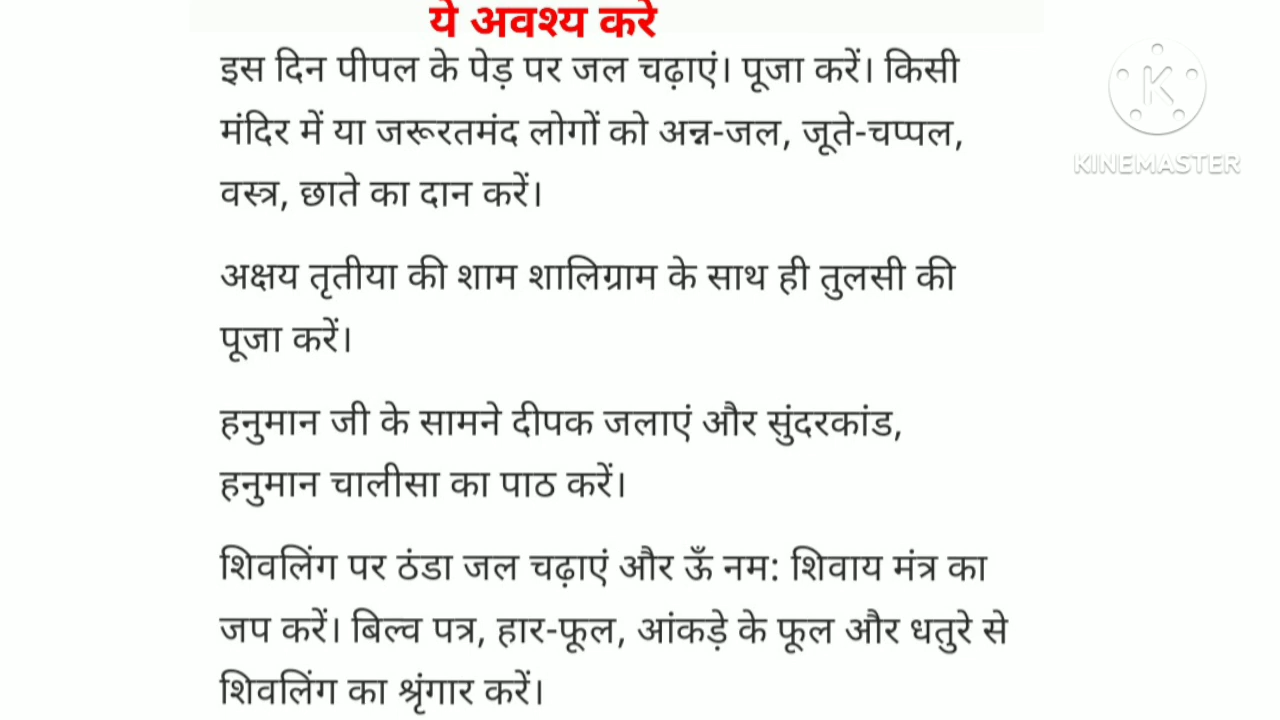 ये अवश्य करे
इस दिन पीपल के पेड़ पर जल चढ़ाएं। पूजा करें। किसी
मंदिर में या जरूरतमंद लोगों को अन्न-जल, जूते-चप्पल,
वस्त्र, छाते का दान करें।
अक्षय तृतीया की शाम शालिग्राम के साथ ही तुलसी की
पूजा करें।
हनुमान जी के सामने दीपक जलाएं और सुंदरकांड,
हनुमान चालीसा का पाठ करें।
शिवलिंग पर ठंडा जल चढ़ाएं और ऊँ नम: शिवाय मंत्र का
जप करें। बिल्व पत्र, हार-फूल, आंकड़े के फूल और धतुरे से
शिवलिंग का श्रृंगार करें।
K
KINEMASTER